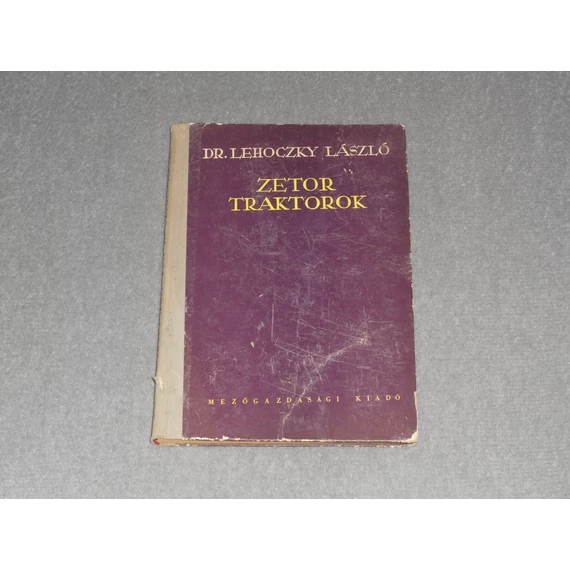 DR. LEHOCZKY LÁSZLÓ
ZETOR
TRAKTOROK
MEZŐGAZDASÁGI KIADÓ